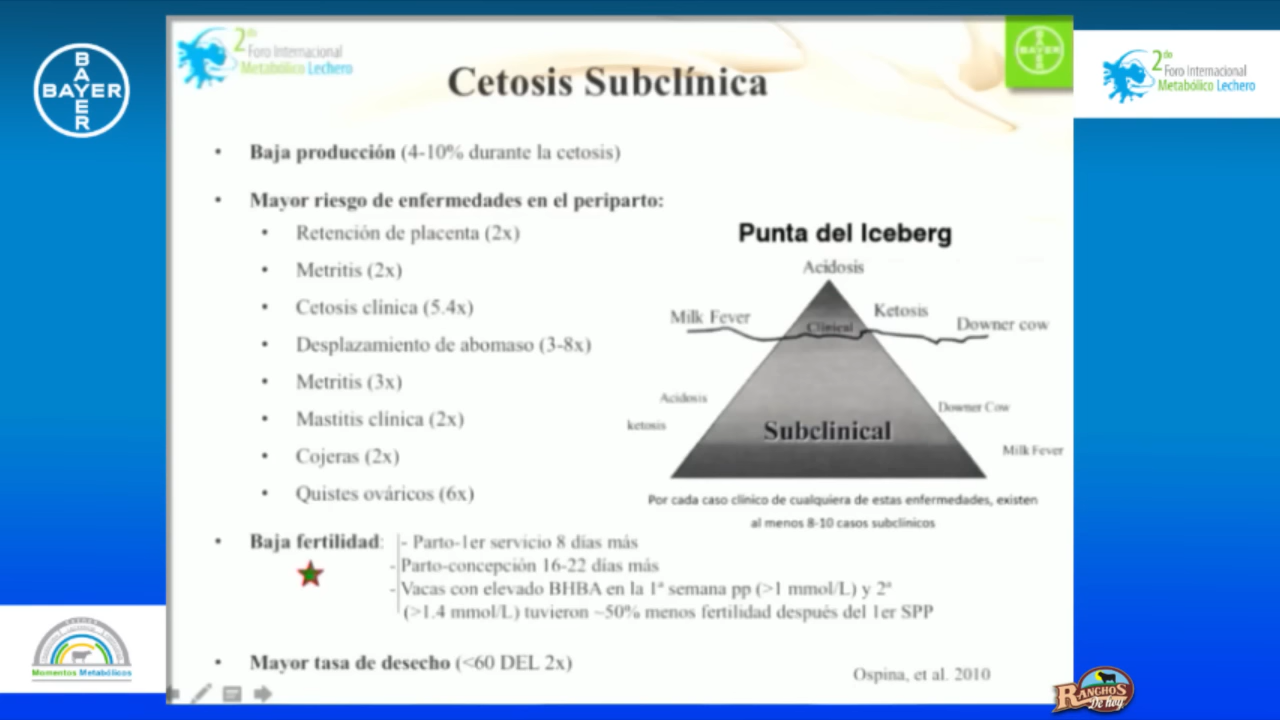 BAYER
BAYER
2do
Foro Internacional
Metabólico Lechero
BAYER
BAYER
2do
Foro Internacional
Metabólico Lechero
Cetosis Subclínica
• Baja producción (4-10% durante la cetosis)
• Mayor riesgo de enfermedades en el periparto:
• Retención de placenta (2x)
• Metritis (2x)
• Cetosis clínica (5.4x)
• Desplazamiento de abomaso (3-8x)
• Metritis (3x)
• Mastitis clínica (2x)
• Cojeras (2x)
• Quistes ováricos (6x)
Punta del Iceberg
Acidosis
Milk Fever
Ketosis
Clinical
Downer cow
Acidosis
Downer Cow
ketosis
Subclinical
Milk Fever
Por cada caso clínico de cualquiera de estas enfermedades, existen
al menos 8-10 casos subclínicos
• Baja fertilidad: - Parto-1er servicio 8 días más
-Parto-concepción 16-22 días más
-Vacas con elevado BHBA en la 1ª semana pp (>1 mmol/L) y 2ª
(>1.4 mmol/L) tuvieron ~50% menos fertilidad después del 1er SPP
• Mayor tasa de desecho (<60 DEL 2x)
Ospina, et al. 2010
Momentos Metabólicos
RANCHOS
De hoy